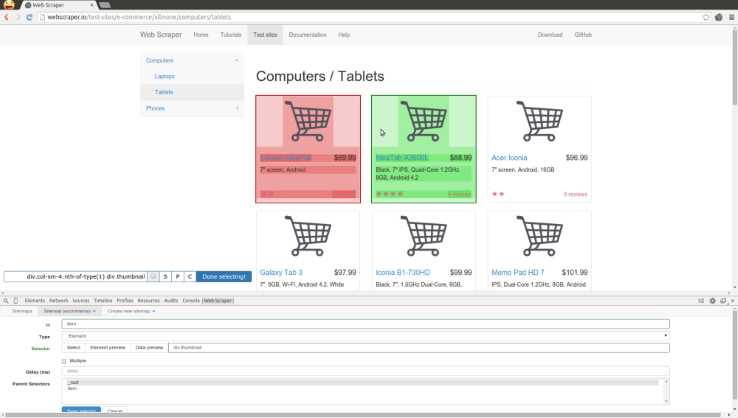 Web Scraper
webscraper.io/test-sites/e-commerce/allinone/computers/tablets
Web Scraper Home Tutorials Test sites Documentation Help Download GitHub
Computers
Laptops
Tablets
Phones
Computers / Tablets
Lenovo IdeaTab $69.99
7" screen, Android
IdeaTab A3500L $88.99
Black, 7" IPS, Quad-Core 1.2GHz,
8GB, Android 4.2
Acer Iconia $96.99
7" screen, Android, 16GB
9 reviews
Galaxy Tab 3 $97.99
7", 8GB, Wi-Fi, Android 4.2, White
Iconia B1-730HD $99.99
Black, 7", 1.6GHz Dual-Core, 8GB,
Memo Pad HD 7 $101.99
IPS, Dual-Core 1.2GHz, 8GB, Android
div.col-sm-4:nth-of-type(1) div.thumbnail S P C Done selecting!
Elements Network Sources Timeline Profiles Resources Audits Console Web Scraper
Sitemaps Sitemap (ecommerce) Create new sitemap
Id item
Type Element
Selector Select Element preview Data preview div.thumbnail
Multiple
Delay (ms) delay
Parent Selectors _root
item
Save selector Cancel